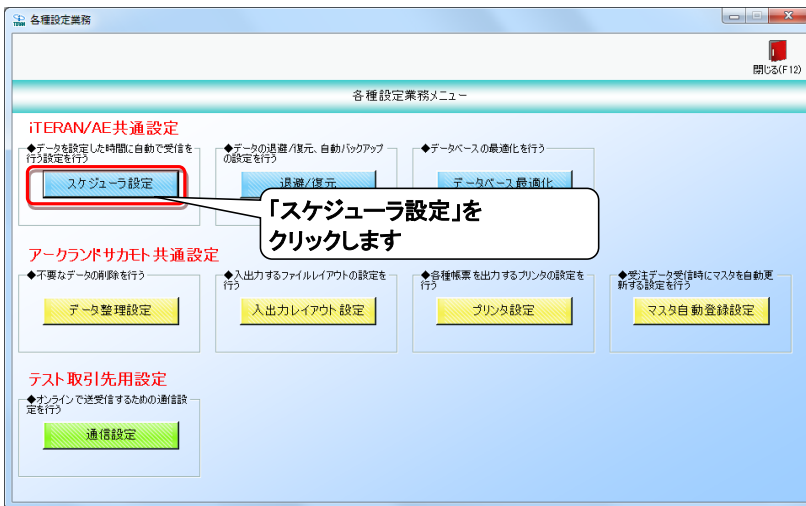 各種設定業務
閉じる(F12)
各種設定業務メニュー
iTERAN/AE共通設定
◆データを設定した時間に自動で受信を
行う設定を行う
スケジューラ設定
◆データの退避/復元、自動バックアップ
の設定を行う
退避/復元
◆データベースの最適化を行う
データベース最適化
「スケジューラ設定」を
クリックします
アークランドサカモト共通設定
◆不要なデータの削除を行う
データ整理設定
◆入出力するファイルレイアウトの設定を
行う
入出力レイアウト設定
◆各種帳票を出力するプリンタの設定を
行う
プリンタ設定
◆受注データ受信時にマスタを自動更
新する設定を行う
マスタ自動登録設定
テスト取引先用設定
◆オンラインで送受信するための通信設
定を行う
通信設定